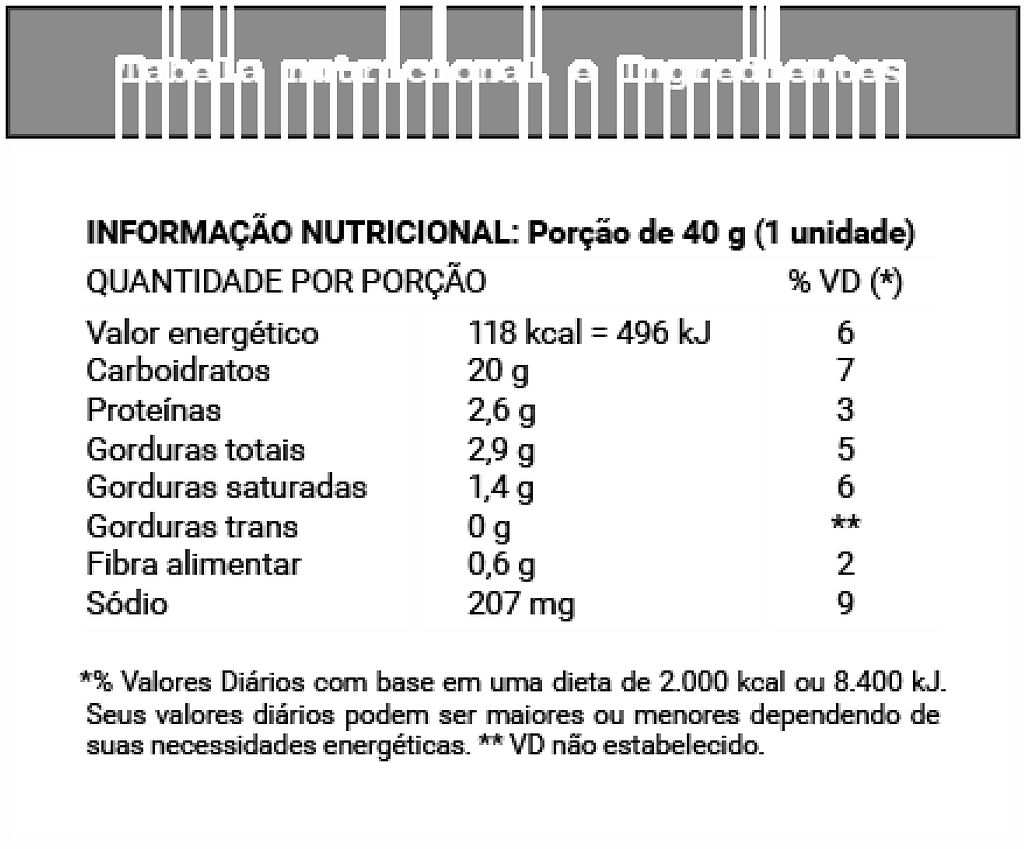 Tabela nutricional e Ingredientes
INFORMAÇÃO NUTRICIONAL: Porção de 40 g (1 unidade)
QUANTIDADE POR PORÇÃO % VD (*)
Valor energético 118 kcal = 496 kJ 6
Carboidratos 20 g 7
Proteínas 2,6 g 3
Gorduras totais 2,9 g 5
Gorduras saturadas 1,4 g 6
Gorduras trans 0 g **
Fibra alimentar 0,6 g 2
Sódio 207 mg 9
*% Valores Diários com base em uma dieta de 2.000 kcal ou 8.400 kJ.
Seus valores diários podem ser maiores ou menores dependendo de
suas necessidades energéticas. ** VD não estabelecido.